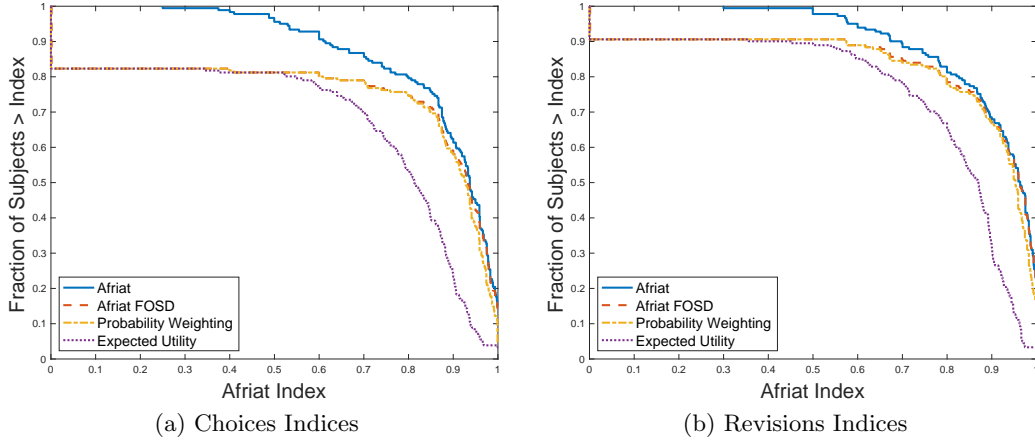 Fraction of Subjects > Index
1
0.9
0.8
0.7
0.6
0.5
0.4
0.3
0.2
0.1
0
Afriat
Afriat FOSD
Probability Weighting
Expected Utility
0 0.1 0.2 0.3 0.4 0.5 0.6 0.7 0.8 0.9 1
Afriat Index
(a) Choices Indices
Fraction of Subjects > Index
1
0.9
0.8
0.7
0.6
0.5
0.4
0.3
0.2
0.1
0
Afriat
Afriat FOSD
Probability Weighting
Expected Utility
0 0.1 0.2 0.3 0.4 0.5 0.6 0.7 0.8 0.9 1
Afriat Index
(b) Revisions Indices